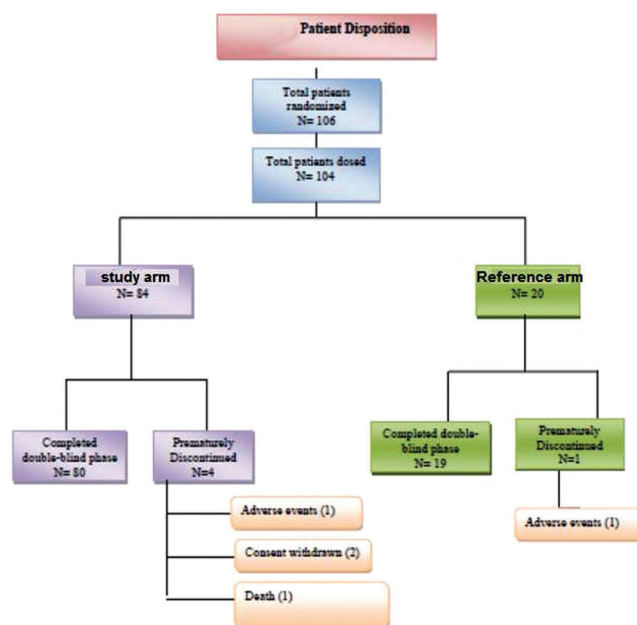 Patient Disposition
Total patients
randomized
N= 106
Total patients dosed
N= 104
study arm
N= 84
Reference arm
N= 20
Completed
double-blind phase
N= 80
Prematurely
Discontinued
N=4
Completed double-
blind phase
N= 19
Prematurely
Discontinued
N=1
Adverse events (1)
Consent withdrawn (2)
Death (1)
Adverse events (1)